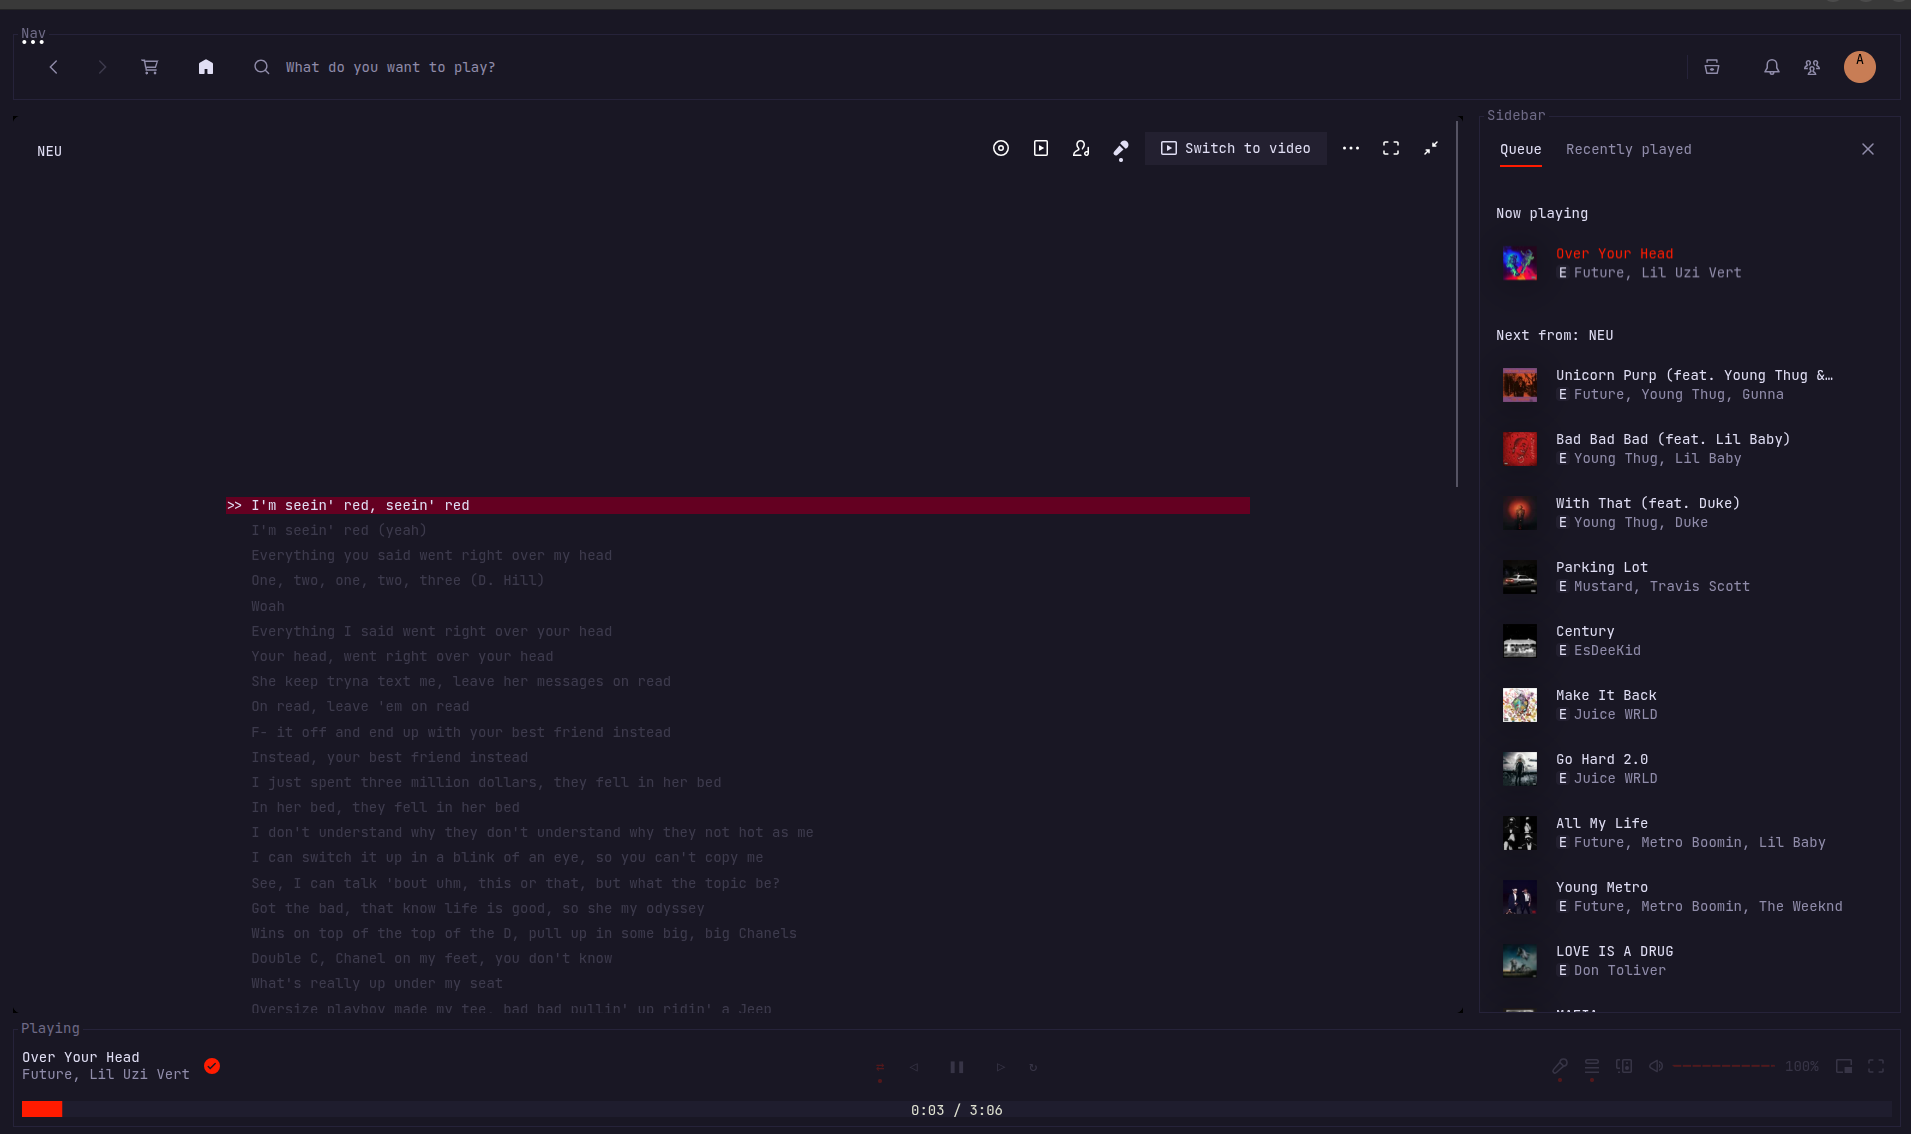 Nav
What do you want to play?
A
NEU
Switch to video
Sidebar
Queue
Recently played
Now playing
Over Your Head
E Future, Lil Uzi Vert
Next from: NEU
Unicorn Purp (feat. Young Thug &…
E Future, Young Thug, Gunna
Bad Bad Bad (feat. Lil Baby)
E Young Thug, Lil Baby
With That (feat. Duke)
E Young Thug, Duke
Parking Lot
E Mustard, Travis Scott
Century
E EsDeeKid
Make It Back
E Juice WRLD
Go Hard 2.0
E Juice WRLD
All My Life
E Future, Metro Boomin, Lil Baby
Young Metro
E Future, Metro Boomin, The Weeknd
LOVE IS A DRUG
E Don Toliver
>> I'm seein' red, seein' red
I'm seein' red (yeah)
Everything you said went right over my head
One, two, one, two, three (D. Hill)
Woah
Everything I said went right over your head
Your head, went right over your head
She keep tryna text me, leave her messages on read
On read, leave 'em on read
F- it off and end up with your best friend instead
Instead, your best friend instead
I just spent three million dollars, they fell in her bed
In her bed, they fell in her bed
I don't understand why they don't understand why they not hot as me
I can switch it up in a blink of an eye, so you can't copy me
See, I can talk 'bout uhm, this or that, but what the topic be?
Got the bad, that know life is good, so she my odyssey
Wins on top of the top of the D, pull up in some big, big Chanels
Double C, Chanel on my feet, you don't know
What's really up under my seat
Oversize playboy made my tee, bad bad pullin' up ridin' a Jeep
Playing
Over Your Head
Future, Lil Uzi Vert
100%
0:03 / 3:06